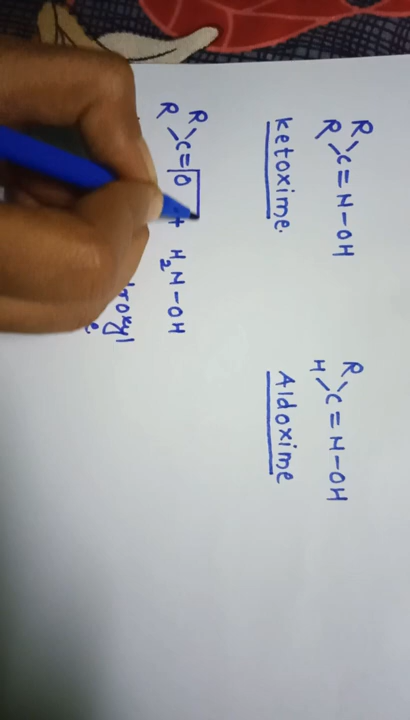 R
R
C=N-OH
Ketoxime.
R
H
C=N-OH
Aldoxime
R
R
C=O + H2N-OH